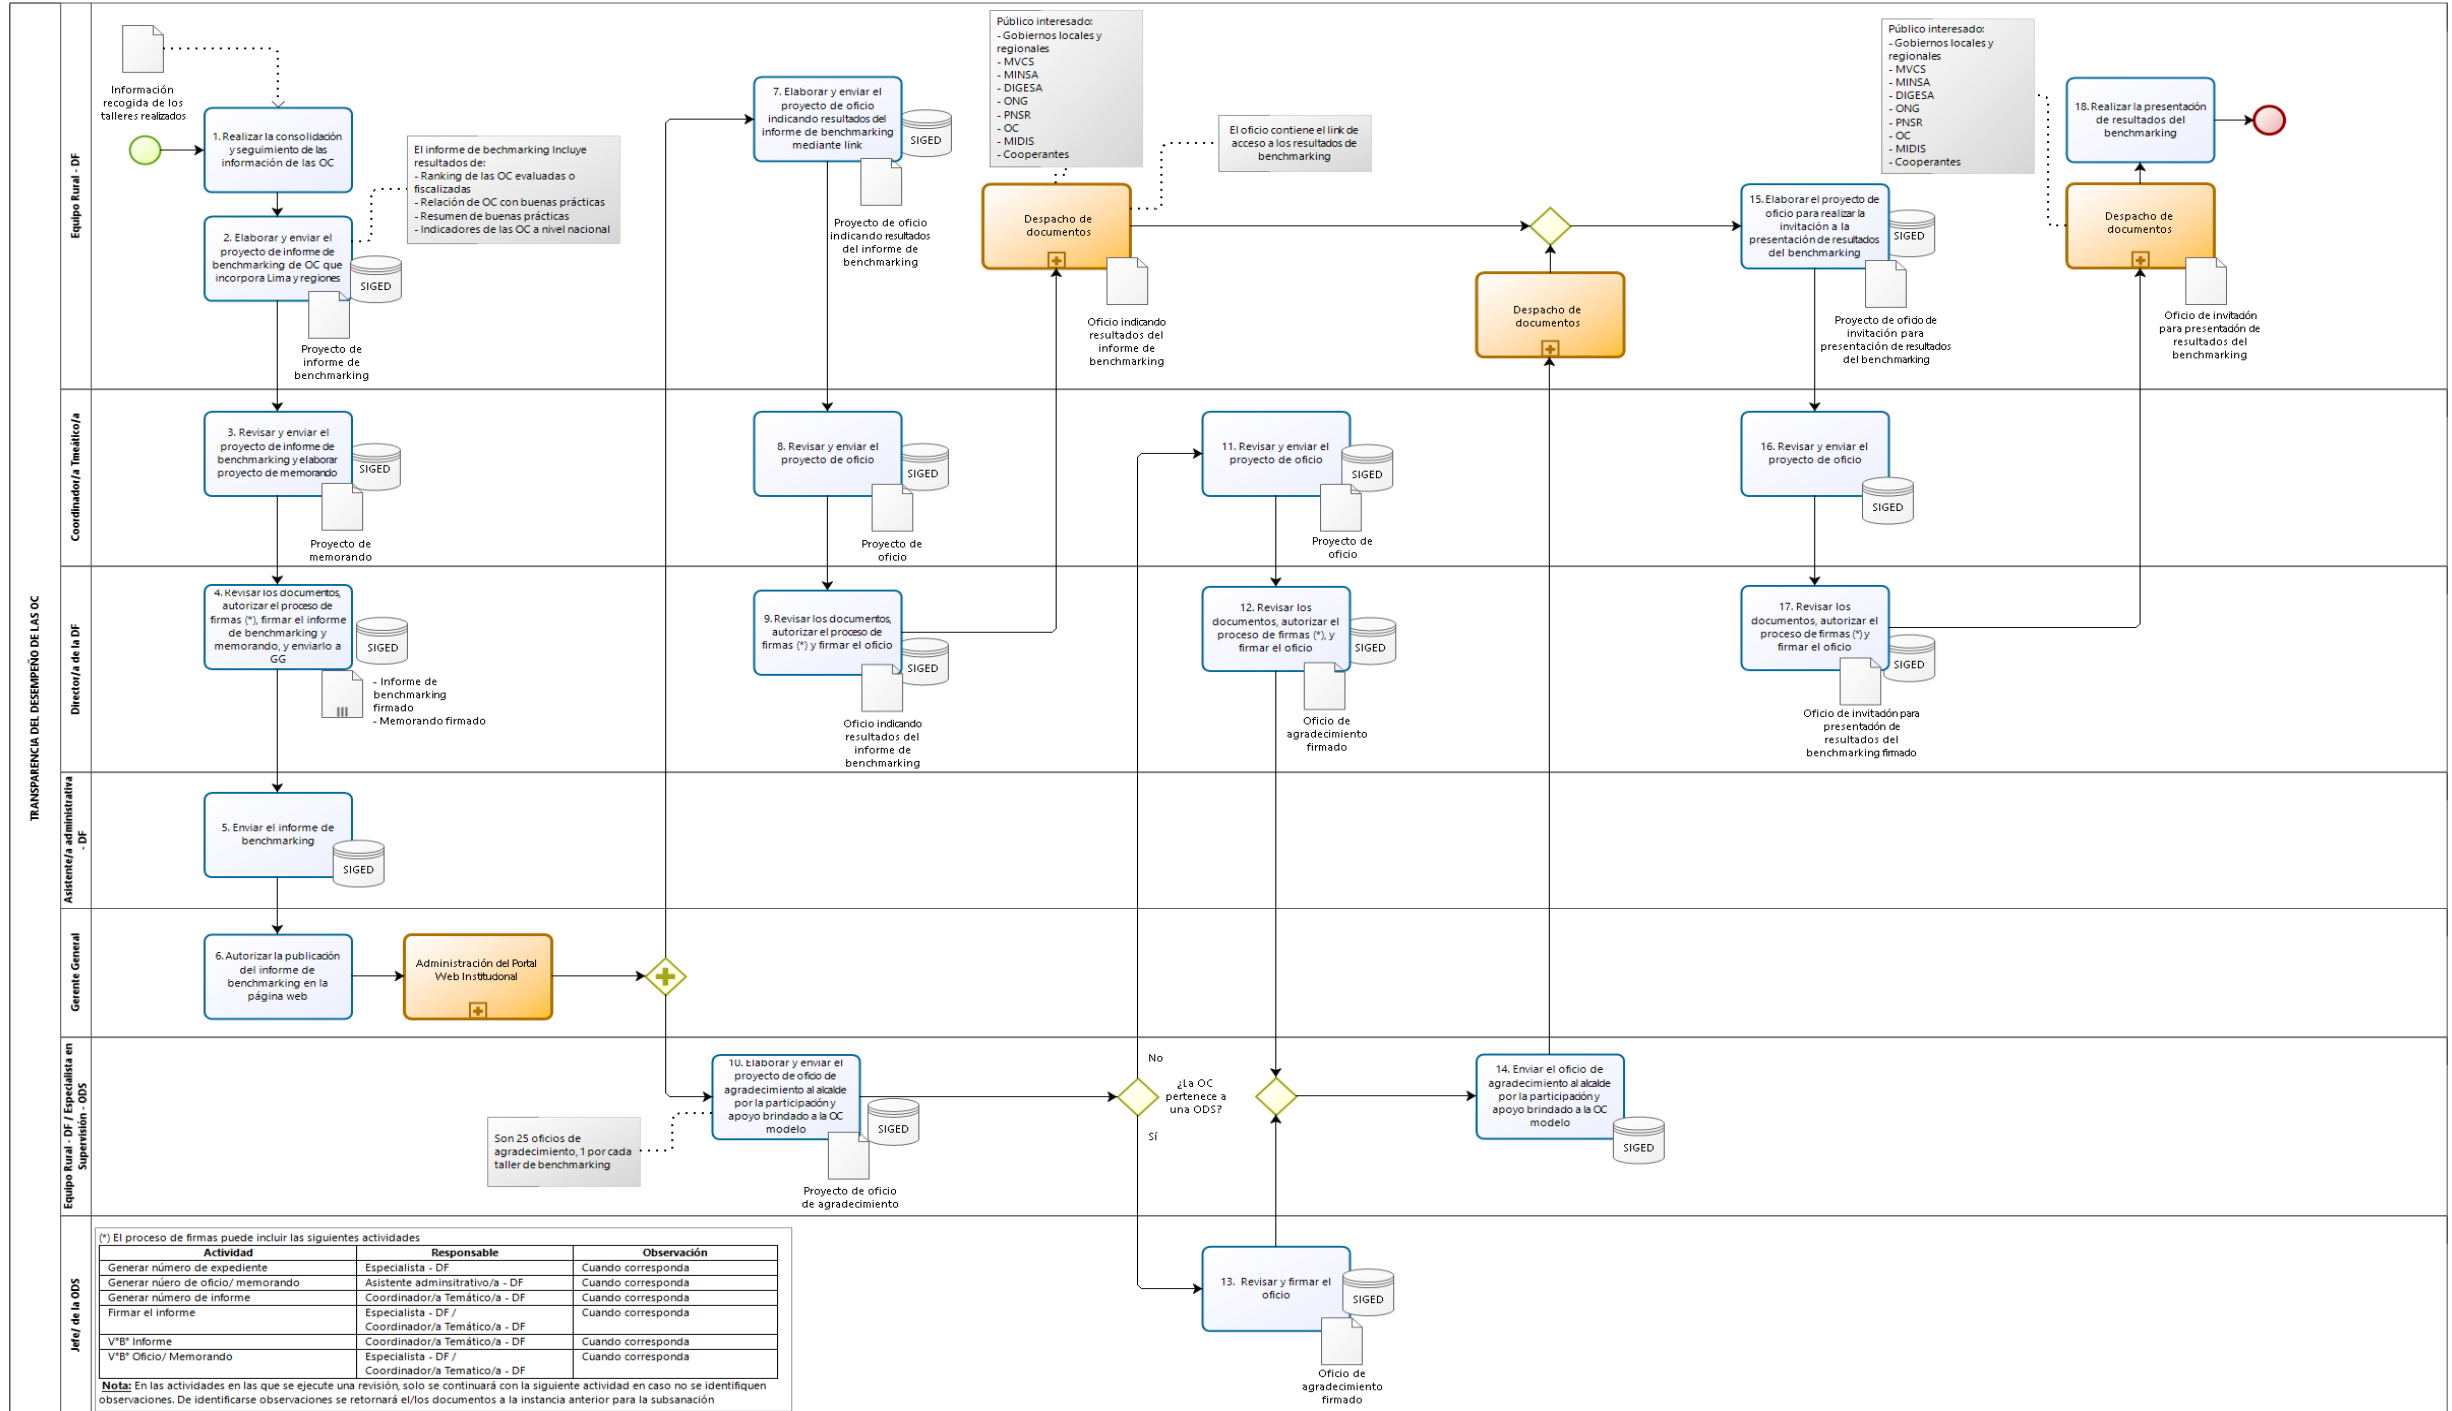 TRANSPARENCIA DEL DESEMPEÑO DE LAS OC
Equipo Rural - DF
Información
recogida de los
talleres realizados
1. Realizar la consolidación
y seguimiento de las
información de las OC
2. Elaborar y enviar el
proyecto de informe de
benchmarking de OC que
incorpora Lima y regiones
SIGED
Proyecto de
informe de
benchmarking
El informe de bechmarking Incluye
resultados de:
- Ranking de las OC evaluadas o
fiscalizadas
- Relación de OC con buenas prácticas
- Resumen de buenas prácticas
- Indicadores de las OC a nivel nacional
7. Elaborar y enviar el
proyecto de oficio
indicando resultados del
informe de benchmarking
mediante link
SIGED
Proyecto de oficio
indicando resultados
del informe de
benchmarking
Público interesado:
- Gobiernos locales y
regionales
- MVCS
- MINSA
- DIGESA
- ONG
- PNSR
- OC
- MIDIS
- Cooperantes
Despacho de
documentos
Oficio indicando
resultados del
informe de
benchmarking
El oficio contiene el link de
acceso a los resultados de
benchmarking
Despacho de
documentos
15. Elaborar el proyecto de
oficio para realizar la
invitación a la
presentación de resultados
del benchmarking
SIGED
Proyecto de oficio de
invitación para
presentación de resultados
del benchmarking
Público interesado:
- Gobiernos locales y
regionales
- MVCS
- MINSA
- DIGESA
- ONG
- PNSR
- OC
- MIDIS
- Cooperantes
18. Realizar la presentación
de resultados del
benchmarking
Despacho de
documentos
Oficio de invitación
para presentación de
resultados del
benchmarking
Coordinador/a Tmeático/a
3. Revisar y enviar el
proyecto de informe de
benchmarking y elaborar
proyecto de memorando
SIGED
Proyecto de
memorando
8. Revisar y enviar el
proyecto de oficio
SIGED
Proyecto de
oficio
11. Revisar y enviar el
proyecto de oficio
SIGED
Proyecto de
oficio
16. Revisar y enviar el
proyecto de oficio
SIGED
Director/a de la DF
4. Revisar los documentos,
autorizar el proceso de
firmas (*), firmar el informe
de benchmarking y
memorando, y enviarlo a
GG
SIGED
- Informe de
benchmarking
firmado
- Memorando firmado
9. Revisar los documentos,
autorizar el proceso de
firmas (*) y firmar el oficio
SIGED
Oficio indicando
resultados del
informe de
benchmarking
12. Revisar los
documentos, autorizar el
proceso de firmas (*), y
firmar el oficio
SIGED
Oficio de
agradecimiento
firmado
17. Revisar los
documentos, autorizar el
proceso de firmas (*) y
firmar el oficio
SIGED
Oficio de invitación para
presentación de
resultados del
benchmarking firmado
Asistente/a administrativa
- DF
5. Enviar el informe de
benchmarking
SIGED
Gerente General
6. Autorizar la publicación
del informe de
benchmarking en la
página web
Administración del Portal
Web Institucional
Equipo Rural - DF / Especialista en
Supervisión - ODS
10. Elaborar y enviar el
proyecto de oficio de
agradecimiento al alcalde
por la participación y
apoyo brindado a la OC
modelo
SIGED
Son 25 oficios de
agradecimiento, 1 por cada
taller de benchmarking
Proyecto de oficio
de agradecimiento
No
¿La OC
pertenece a
una ODS?
Sí
14. Enviar el oficio de
agradecimiento al alcalde
por la participación y
apoyo brindado a la OC
modelo
SIGED
Jefe/ de la ODS
13. Revisar y firmar el
oficio
SIGED
Oficio de
agradecimiento
firmado
(*) El proceso de firmas puede incluir las siguientes actividades
Actividad Responsable Observación
Generar número de expediente Especialista - DF Cuando corresponda
Generar núero de oficio/ memorando Asistente adminsitrativo/a - DF Cuando corresponda
Generar número de informe Coordinador/a Temático/a - DF Cuando corresponda
Firmar el informe Especialista - DF / Cuando corresponda
Coordinador/a Temático/a - DF
V°B° Informe Coordinador/a Temático/a - DF Cuando corresponda
V°B° Oficio/ Memorando Especialista - DF / Cuando corresponda
Coordinador/a Tematico/a - DF
Nota: En las actividades en las que se ejecute una revisión, solo se continuará con la siguiente actividad en caso no se identifiquen
observaciones. De identificarse observaciones se retornará el/los documentos a la instancia anterior para la subsanación